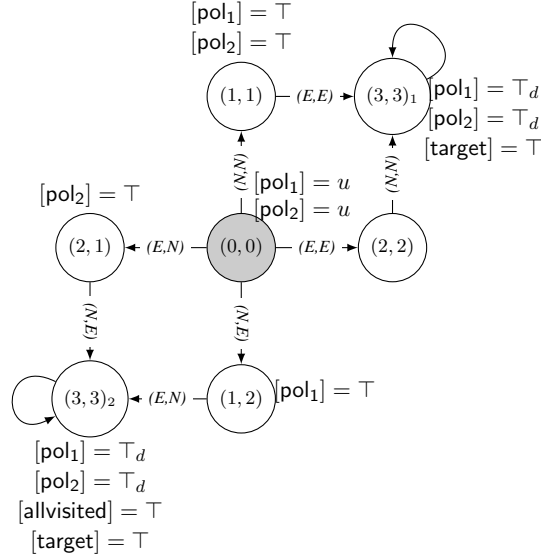 [pol₁] = ⊤
[pol₂] = ⊤
(1, 1)
(E,E)
(3, 3)₁
[pol₁] = ⊤_d
[pol₂] = ⊤_d
[target] = ⊤
(N,N)
(N,N)
[pol₁] = u
[pol₂] = u
[pol₂] = ⊤
(2, 1)
(E,N)
(0, 0)
(E,E)
(2, 2)
(N,E)
(N,E)
(3, 3)₂
(E,N)
(1, 2)
[pol₁] = ⊤
[pol₁] = ⊤_d
[pol₂] = ⊤_d
[allvisited] = ⊤
[target] = ⊤